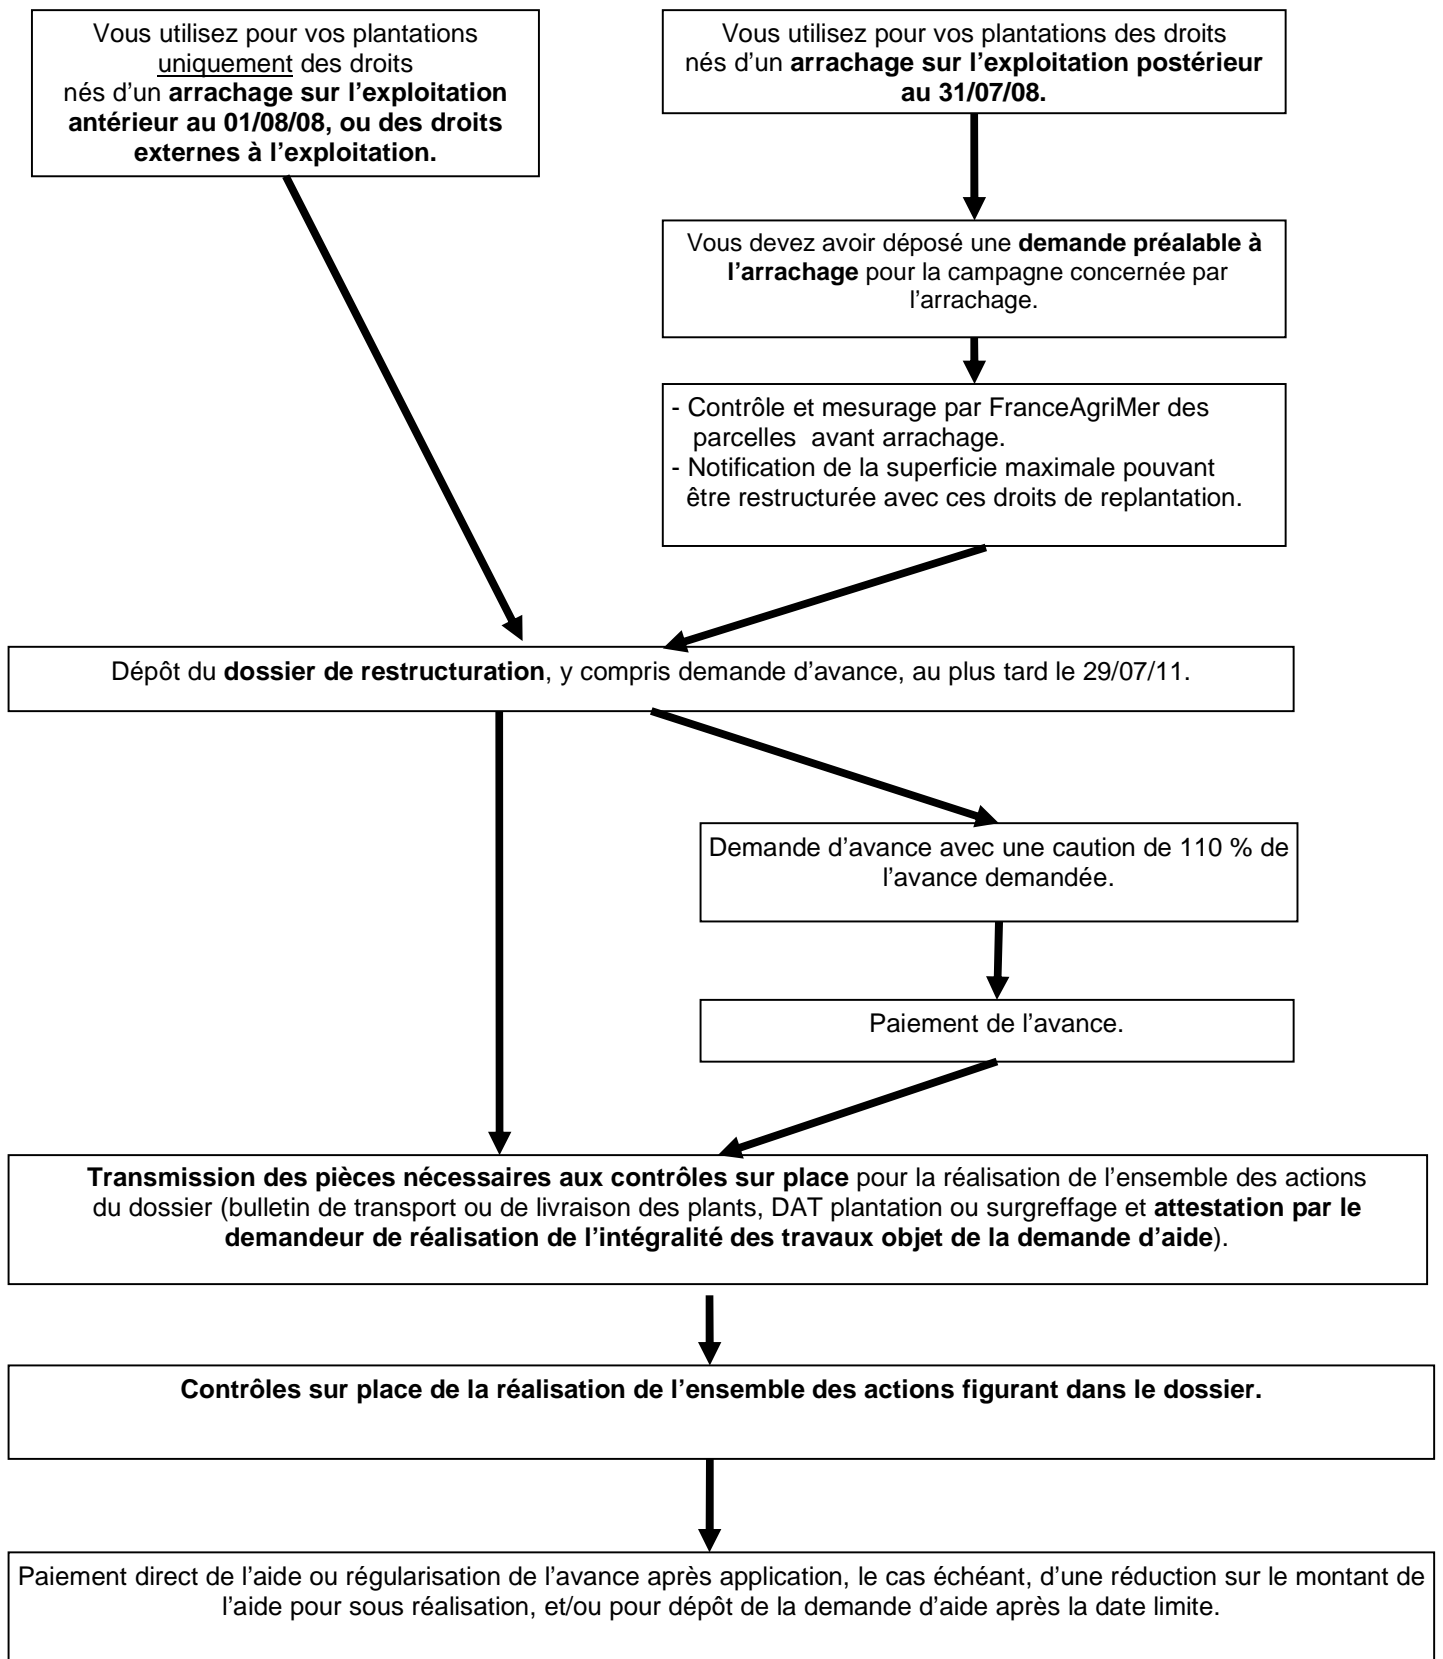 Vous utilisez pour vos plantations
uniquement des droits
nés d’un arrachage sur l’exploitation
antérieur au 01/08/08, ou des droits
externes à l’exploitation.
Vous utilisez pour vos plantations des droits
nés d’un arrachage sur l’exploitation postérieur
au 31/07/08.
Vous devez avoir déposé une demande préalable à
l’arrachage pour la campagne concernée par
l’arrachage.
- Contrôle et mesurage par FranceAgriMer des
parcelles avant arrachage.
- Notification de la superficie maximale pouvant
être restructurée avec ces droits de replantation.
Dépôt du dossier de restructuration, y compris demande d’avance, au plus tard le 29/07/11.
Demande d’avance avec une caution de 110 % de
l’avance demandée.
Paiement de l’avance.
Transmission des pièces nécessaires aux contrôles sur place pour la réalisation de l’ensemble des actions
du dossier (bulletin de transport ou de livraison des plants, DAT plantation ou surgreffage et attestation par le
demandeur de réalisation de l’intégralité des travaux objet de la demande d’aide).
Contrôles sur place de la réalisation de l’ensemble des actions figurant dans le dossier.
Paiement direct de l’aide ou régularisation de l’avance après application, le cas échéant, d’une réduction sur le montant de
l’aide pour sous réalisation, et/ou pour dépôt de la demande d’aide après la date limite.